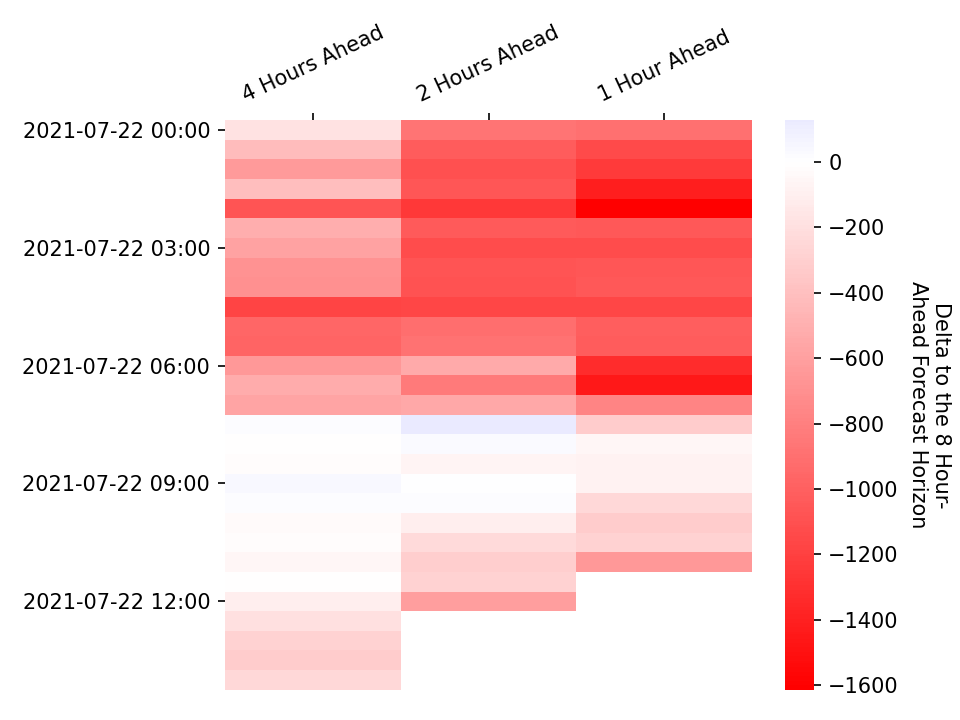 4 Hours Ahead
2 Hours Ahead
1 Hour Ahead
2021-07-22 00:00
2021-07-22 03:00
2021-07-22 06:00
2021-07-22 09:00
2021-07-22 12:00
0
−200
−400
−600
−800
−1000
−1200
−1400
−1600
Delta to the 8 Hour-
Ahead Forecast Horizon